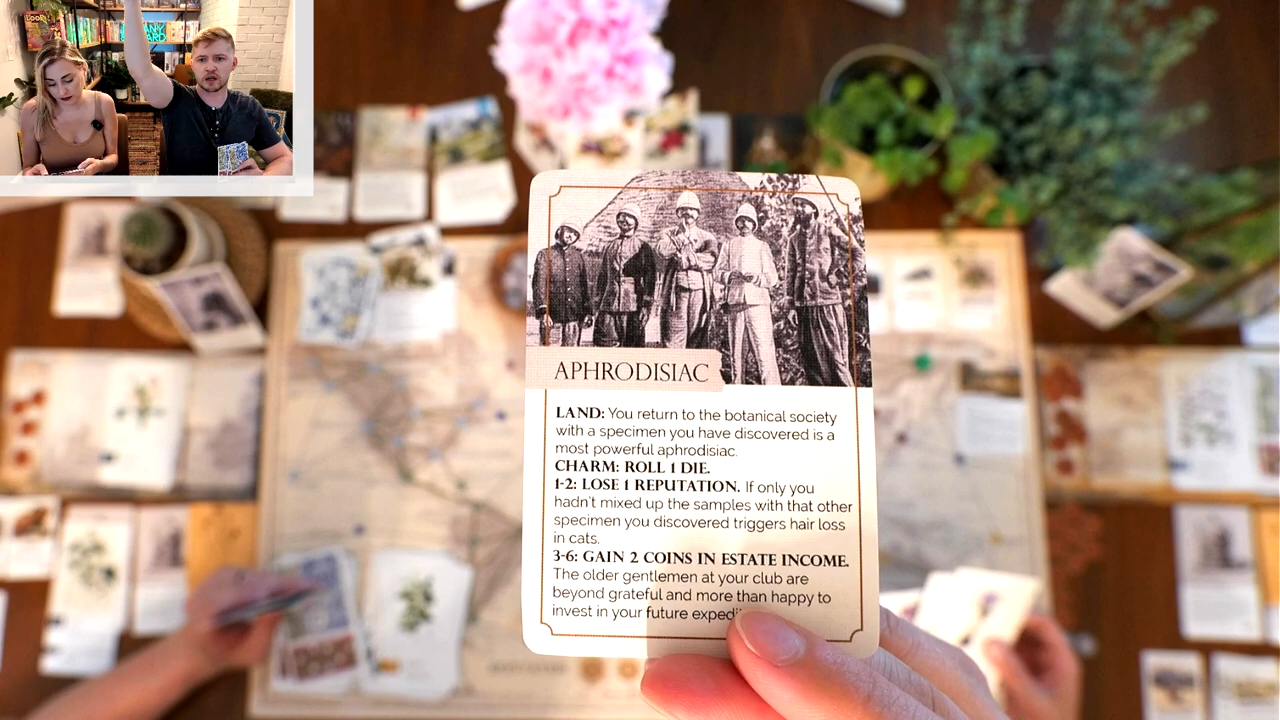 APHRODISIAC
LAND: You return to the botanical society
with a specimen you have discovered is a
most powerful aphrodisiac.
CHARM: ROLL 1 DIE.
1-2: LOSE 1 REPUTATION. If only you
hadn't mixed up the samples with that other
specimen you discovered triggers hair loss
in cats.
3-6: GAIN 2 COINS IN ESTATE INCOME.
The older gentlemen at your club are
beyond grateful and more than happy to
invest in your future